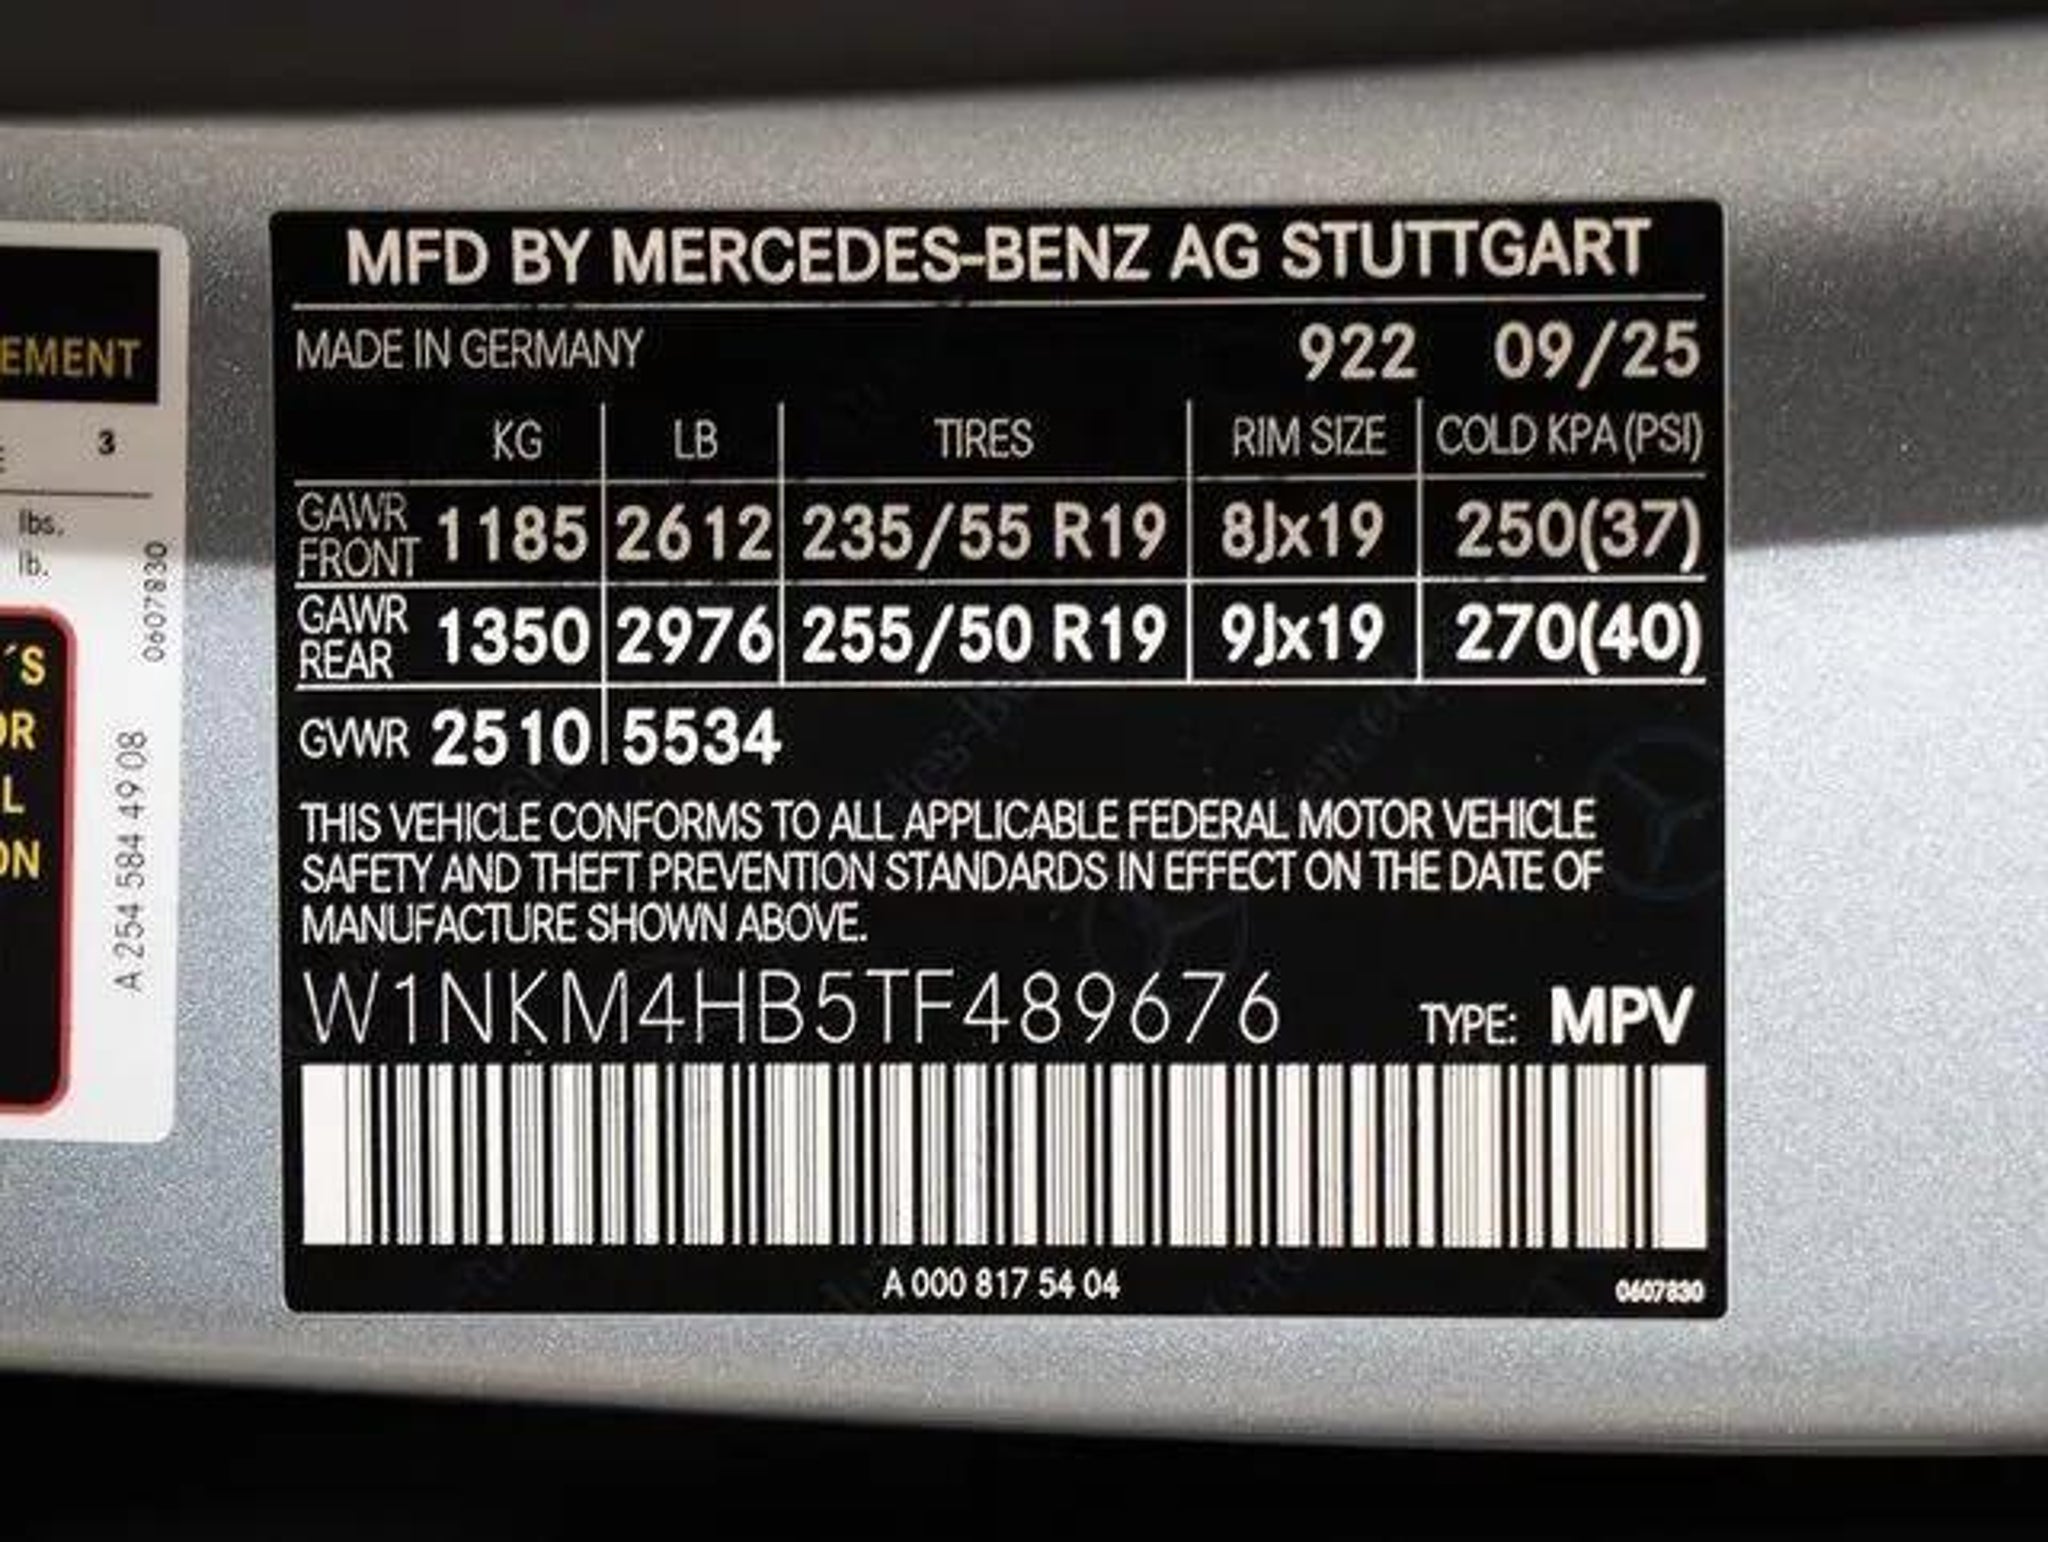 EMENT
3
lbs.
lb.
0607830
´S
OR
L
ON
A 254 584 49 08
MFD BY MERCEDES-BENZ AG STUTTGART
MADE IN GERMANY 922 09/25
KG LB TIRES RIM SIZE COLD KPA (PSI)
GAWR FRONT 1185 2612 235/55 R19 8Jx19 250(37)
GAWR REAR 1350 2976 255/50 R19 9Jx19 270(40)
GVWR 2510 5534
THIS VEHICLE CONFORMS TO ALL APPLICABLE FEDERAL MOTOR VEHICLE
SAFETY AND THEFT PREVENTION STANDARDS IN EFFECT ON THE DATE OF
MANUFACTURE SHOWN ABOVE.
W1NKM4HB5TF489676 TYPE: MPV
A 000 817 54 04
0607830